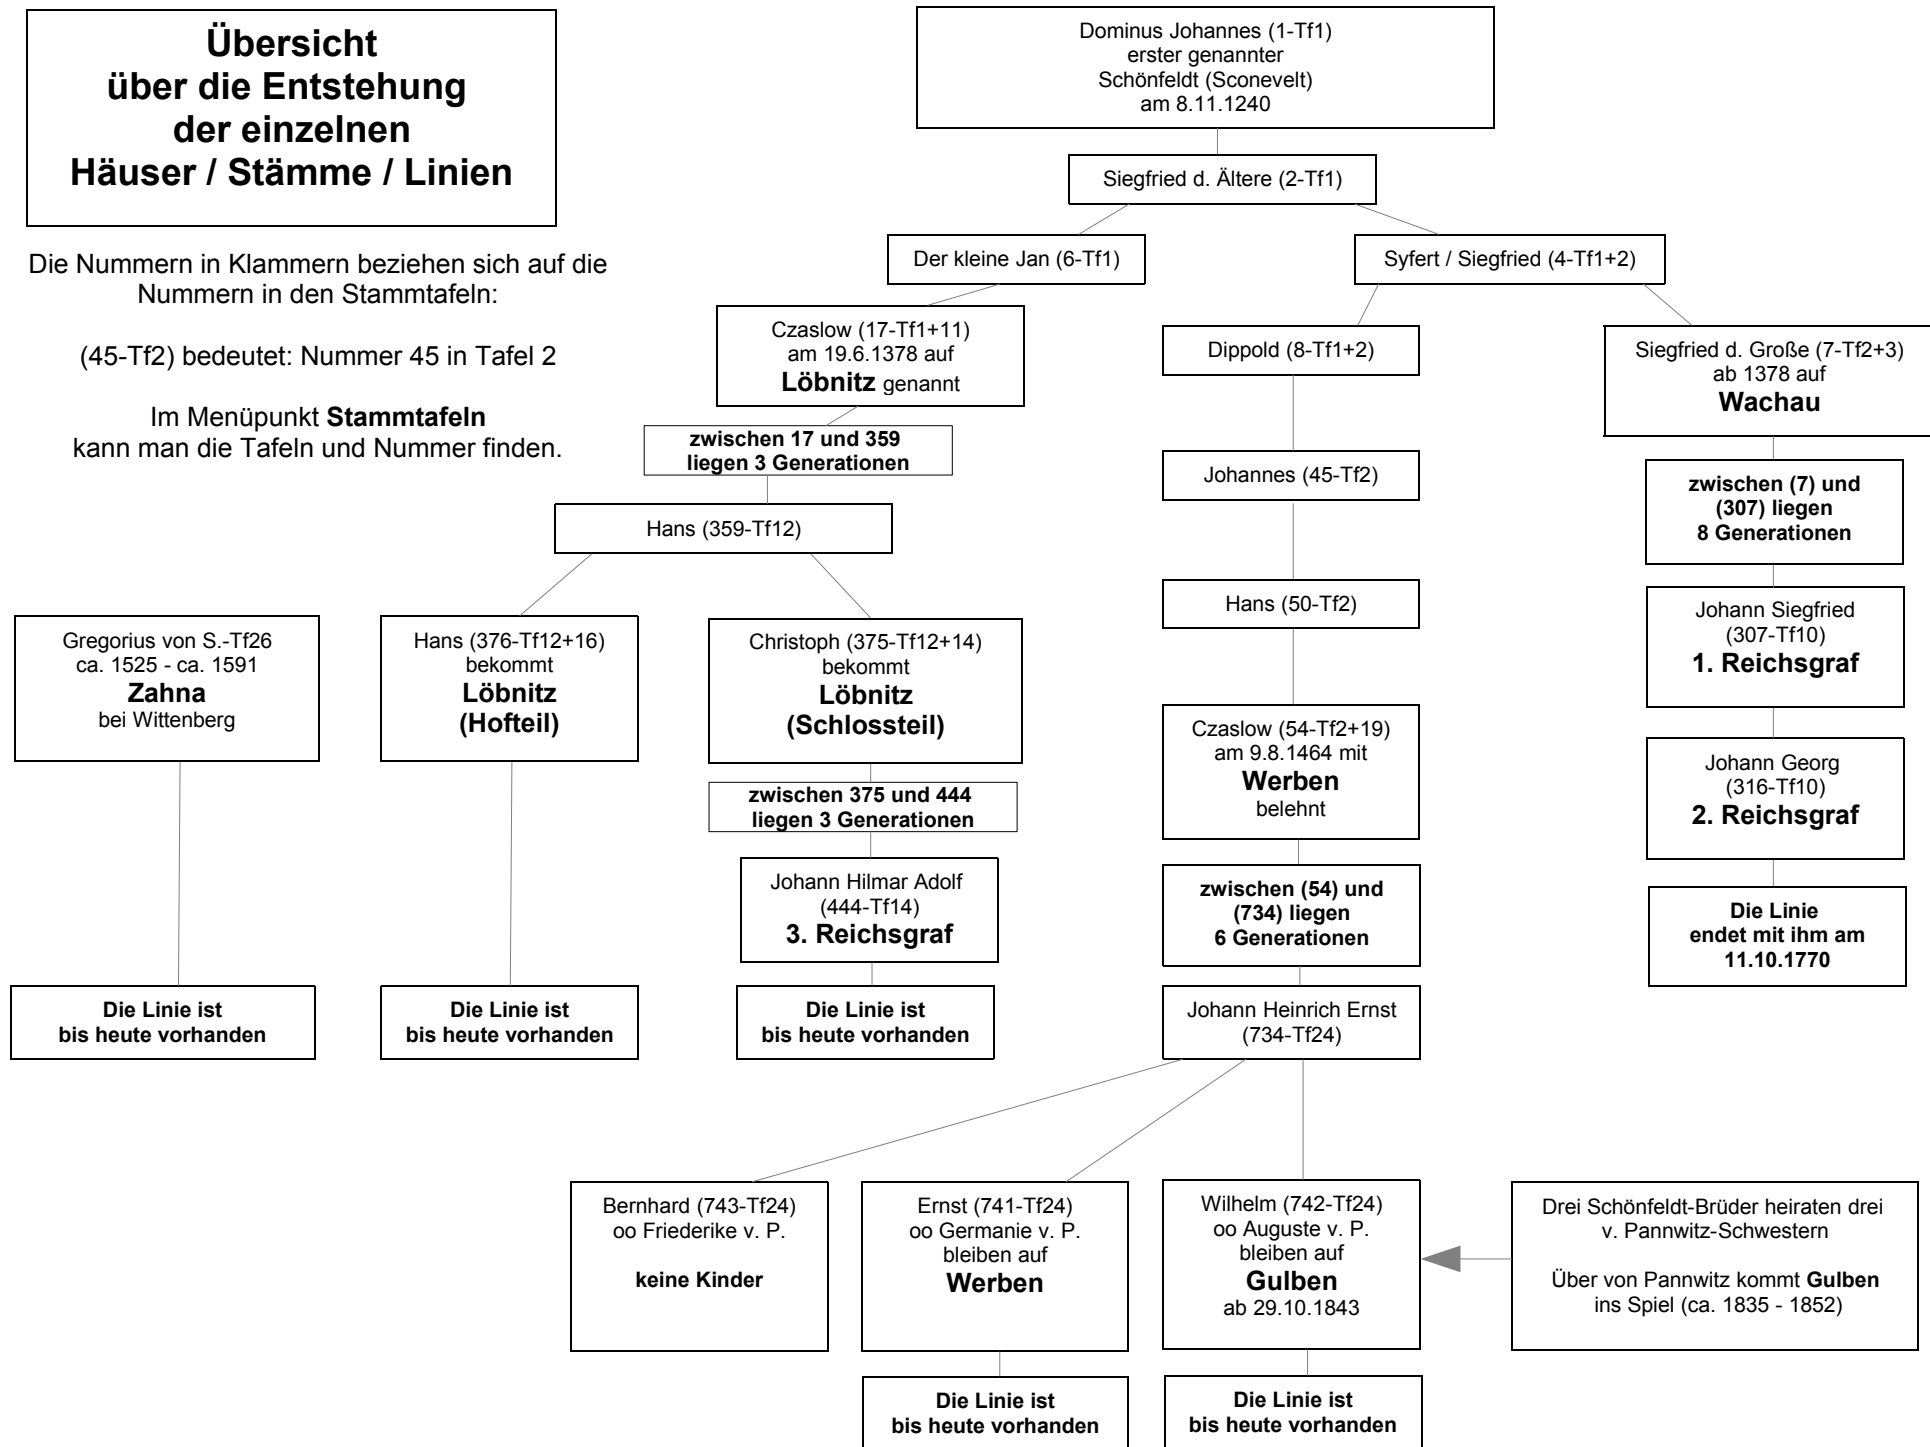 Übersicht
über die Entstehung
der einzelnen
Häuser / Stämme / Linien
Die Nummern in Klammern beziehen sich auf die
Nummern in den Stammtafeln:
(45-Tf2) bedeutet: Nummer 45 in Tafel 2
Im Menüpunkt Stammtafeln
kann man die Tafeln und Nummer finden.
Dominus Johannes (1-Tf1)
erster genannter
Schönfeldt (Sconevelt)
am 8.11.1240
Siegfried d. Ältere (2-Tf1)
Der kleine Jan (6-Tf1)
Syfert / Siegfried (4-Tf1+2)
Czaslow (17-Tf1+11)
am 19.6.1378 auf
Löbnitz genannt
Dippold (8-Tf1+2)
Siegfried d. Große (7-Tf2+3)
ab 1378 auf
Wachau
zwischen 17 und 359
liegen 3 Generationen
Johannes (45-Tf2)
zwischen (7) und
(307) liegen
8 Generationen
Hans (359-Tf12)
Hans (50-Tf2)
Johann Siegfried
(307-Tf10)
1. Reichsgraf
Gregorius von S.-Tf26
ca. 1525 - ca. 1591
Zahna
bei Wittenberg
Hans (376-Tf12+16)
bekommt
Löbnitz
(Hofteil)
Christoph (375-Tf12+14)
bekommt
Löbnitz
(Schlossteil)
Czaslow (54-Tf2+19)
am 9.8.1464 mit
Werben
belehnt
Johann Georg
(316-Tf10)
2. Reichsgraf
zwischen 375 und 444
liegen 3 Generationen
Johann Hilmar Adolf
(444-Tf14)
3. Reichsgraf
zwischen (54) und
(734) liegen
6 Generationen
Die Linie
endet mit ihm am
11.10.1770
Die Linie ist
bis heute vorhanden
Die Linie ist
bis heute vorhanden
Die Linie ist
bis heute vorhanden
Johann Heinrich Ernst
(734-Tf24)
Bernhard (743-Tf24)
oo Friederike v. P.
keine Kinder
Ernst (741-Tf24)
oo Germanie v. P.
bleiben auf
Werben
Wilhelm (742-Tf24)
oo Auguste v. P.
bleiben auf
Gulben
ab 29.10.1843
Drei Schönfeldt-Brüder heiraten drei
v. Pannwitz-Schwestern
Über von Pannwitz kommt Gulben
ins Spiel (ca. 1835 - 1852)
Die Linie ist
bis heute vorhanden
Die Linie ist
bis heute vorhanden